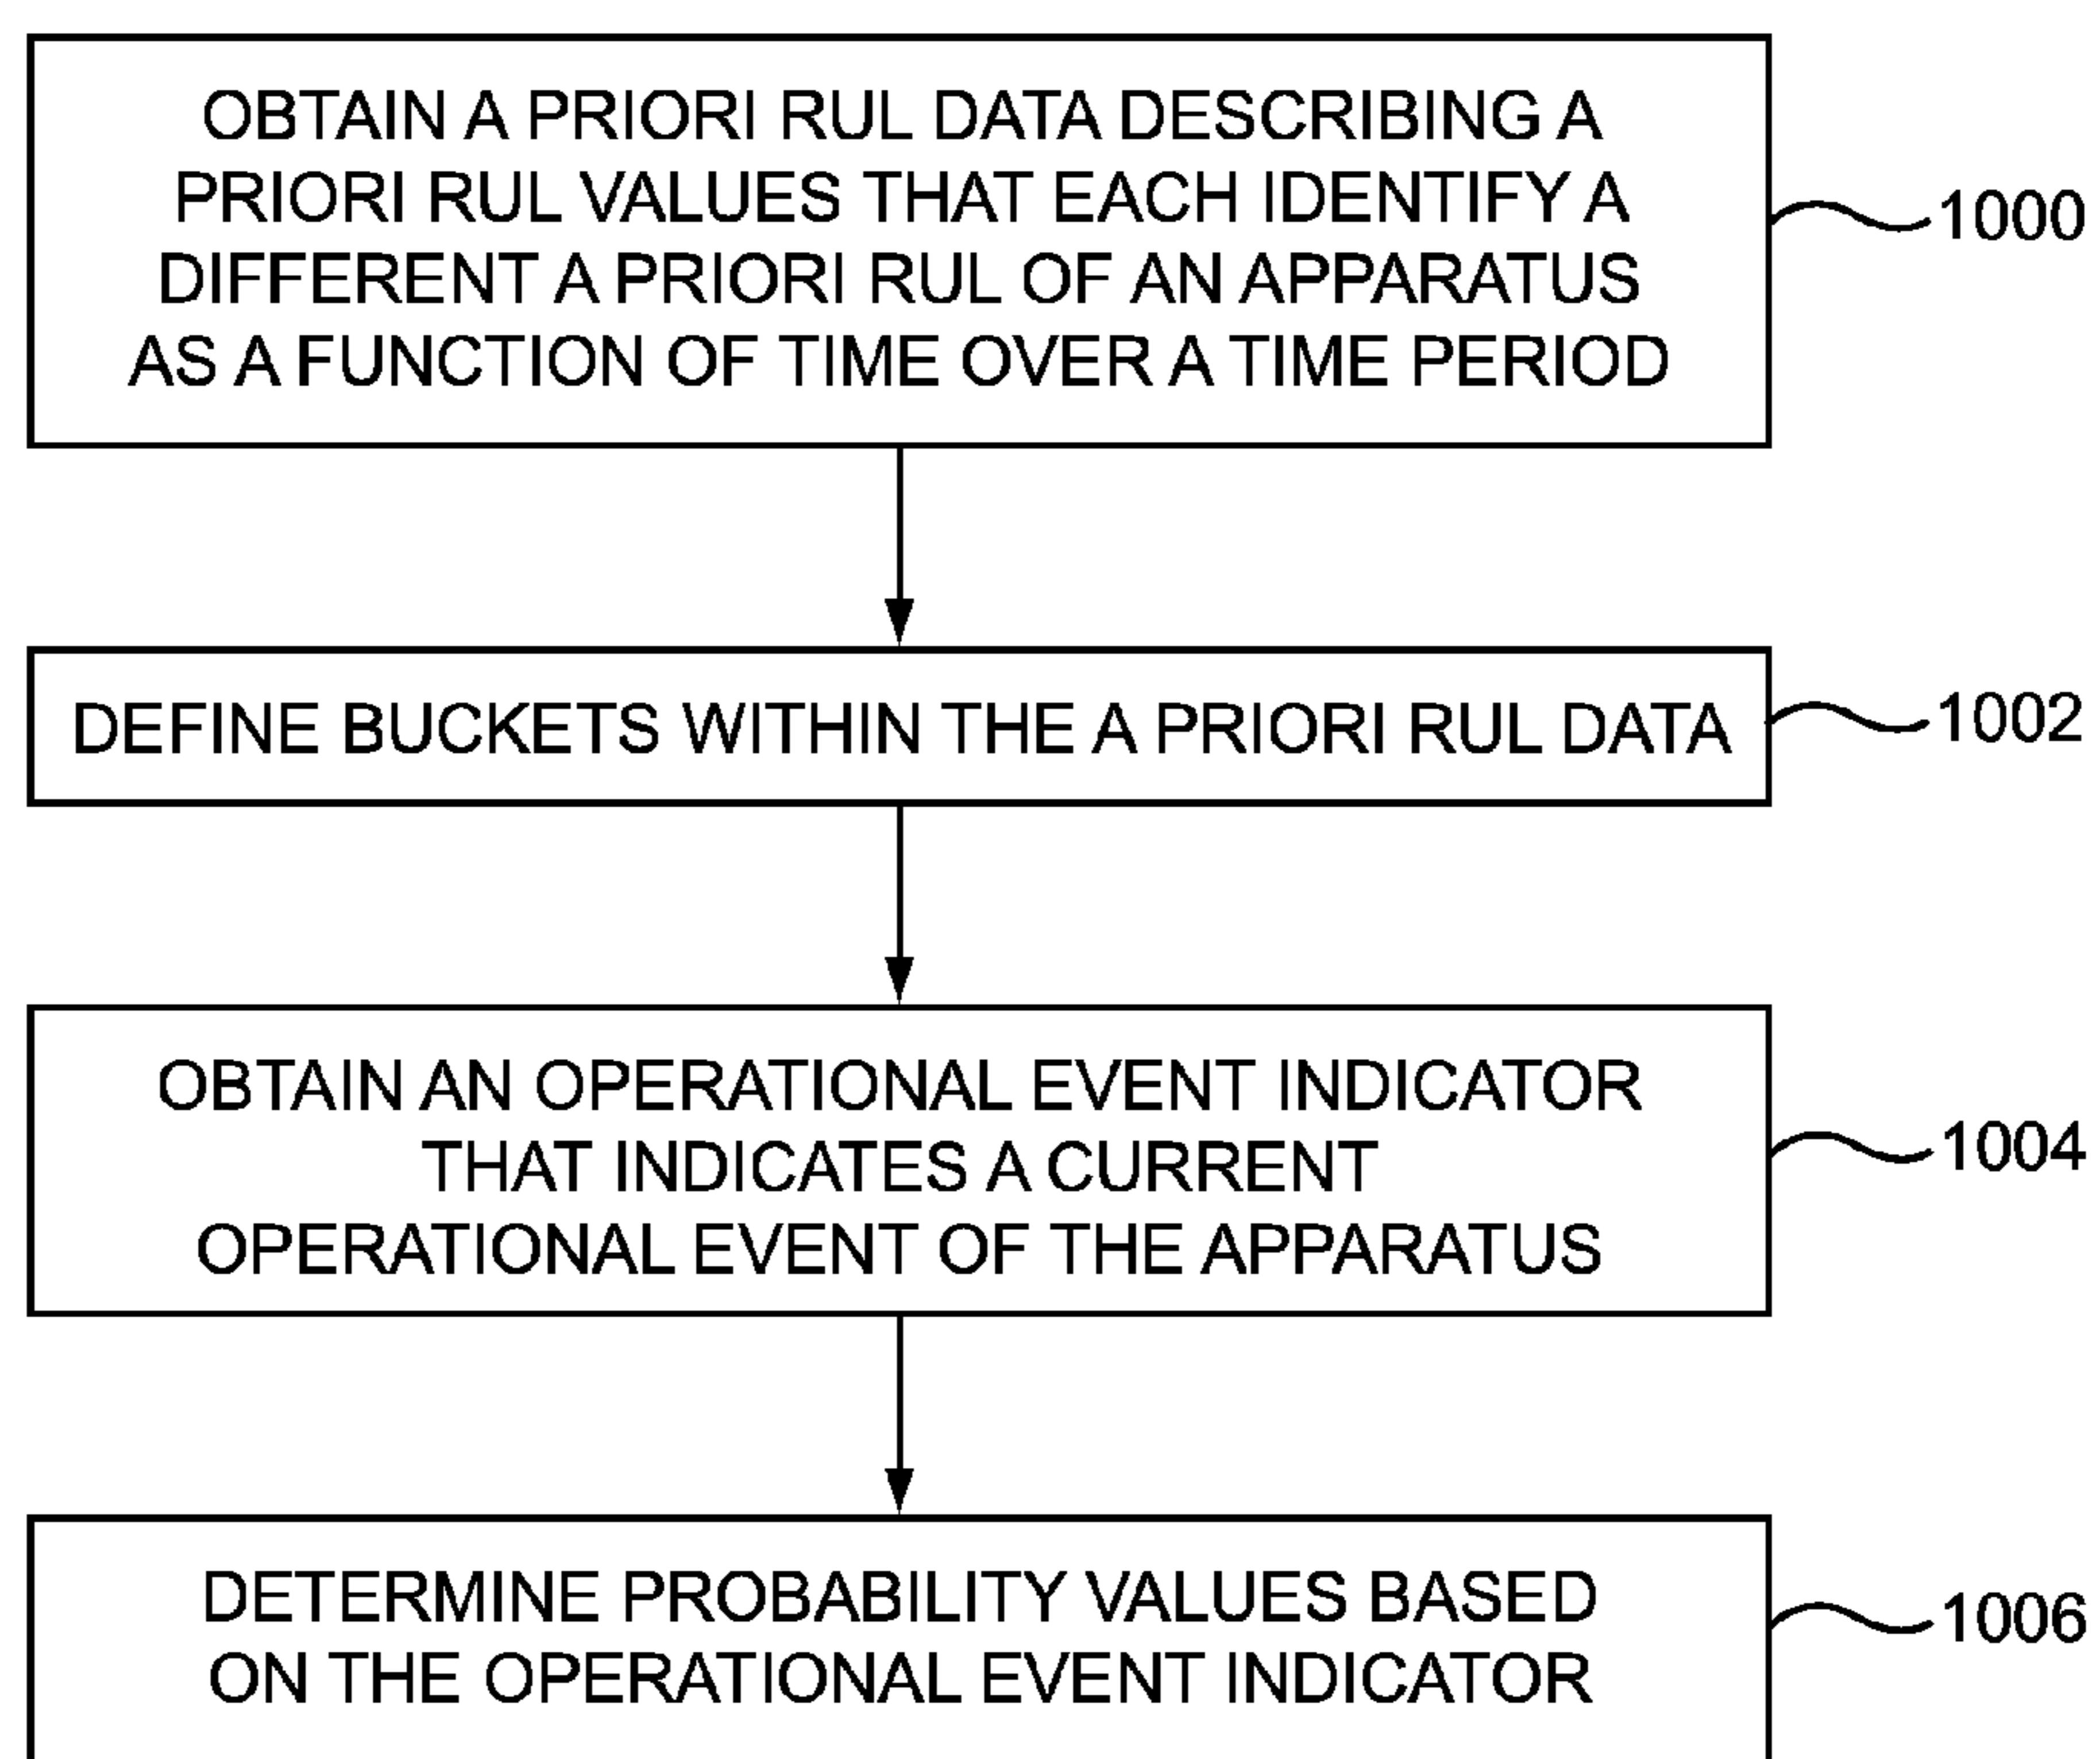 OBTAIN A PRIORI RUL DATA DESCRIBING A
PRIORI RUL VALUES THAT EACH IDENTIFY A
DIFFERENT A PRIORI RUL OF AN APPARATUS
AS A FUNCTION OF TIME OVER A TIME PERIOD
1000
DEFINE BUCKETS WITHIN THE A PRIORI RUL DATA
1002
OBTAIN AN OPERATIONAL EVENT INDICATOR
THAT INDICATES A CURRENT
OPERATIONAL EVENT OF THE APPARATUS
1004
DETERMINE PROBABILITY VALUES BASED
ON THE OPERATIONAL EVENT INDICATOR
1006